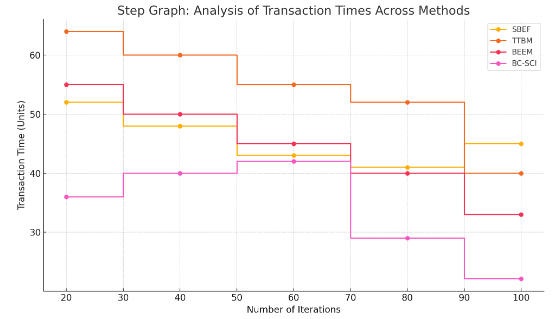 Step Graph: Analysis of Transaction Times Across Methods
SBEF
TTBM
BEEM
BC-SCI
Transaction Time (Units)
60
50
40
30
20 30 40 50 60 70 80 90 100
Number of Iterations